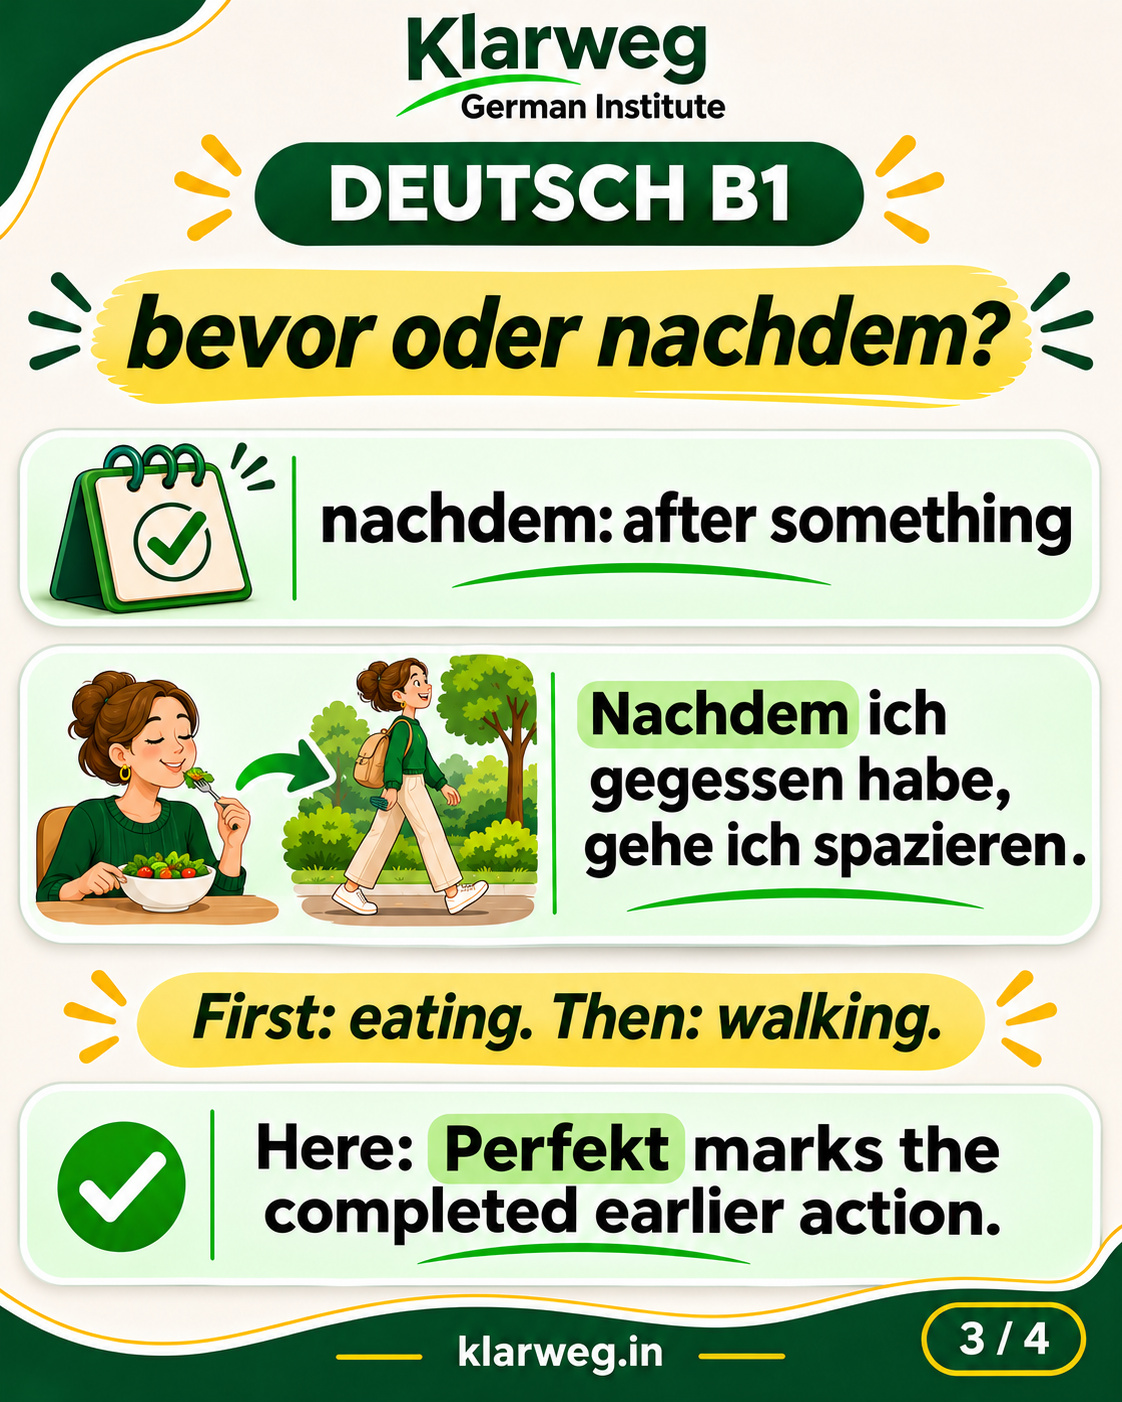 Klarweg
German Institute
DEUTSCH B1
bevor oder nachdem?
nachdem: after something
Nachdem ich
gegessen habe,
gehe ich spazieren.
First: eating. Then: walking.
Here: Perfekt marks the
completed earlier action.
klarweg.in
3 / 4